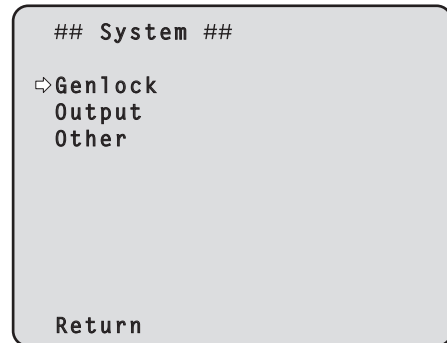 ## System ##
⇨Genlock
Output
Other
Return